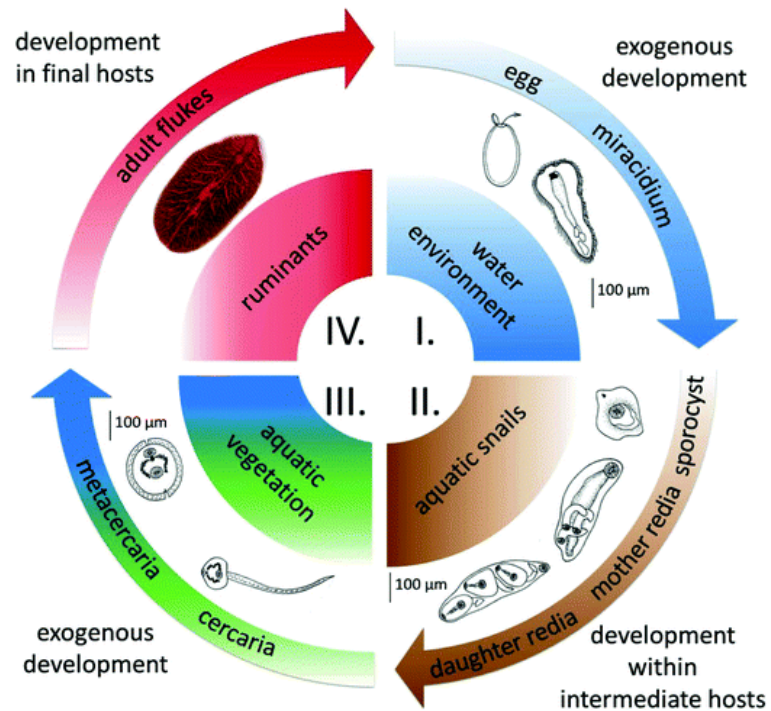 development
in final hosts
adult flukes
ruminants
IV.
exogenous
development
egg
miracidium
water
environment
100 µm
I.
II.
aquatic snails
sporocyst
mother redia
daughter redia
100 µm
development
within
intermediate hosts
III.
aquatic
vegetation
100 µm
metacercaria
cercaria
exogenous
development